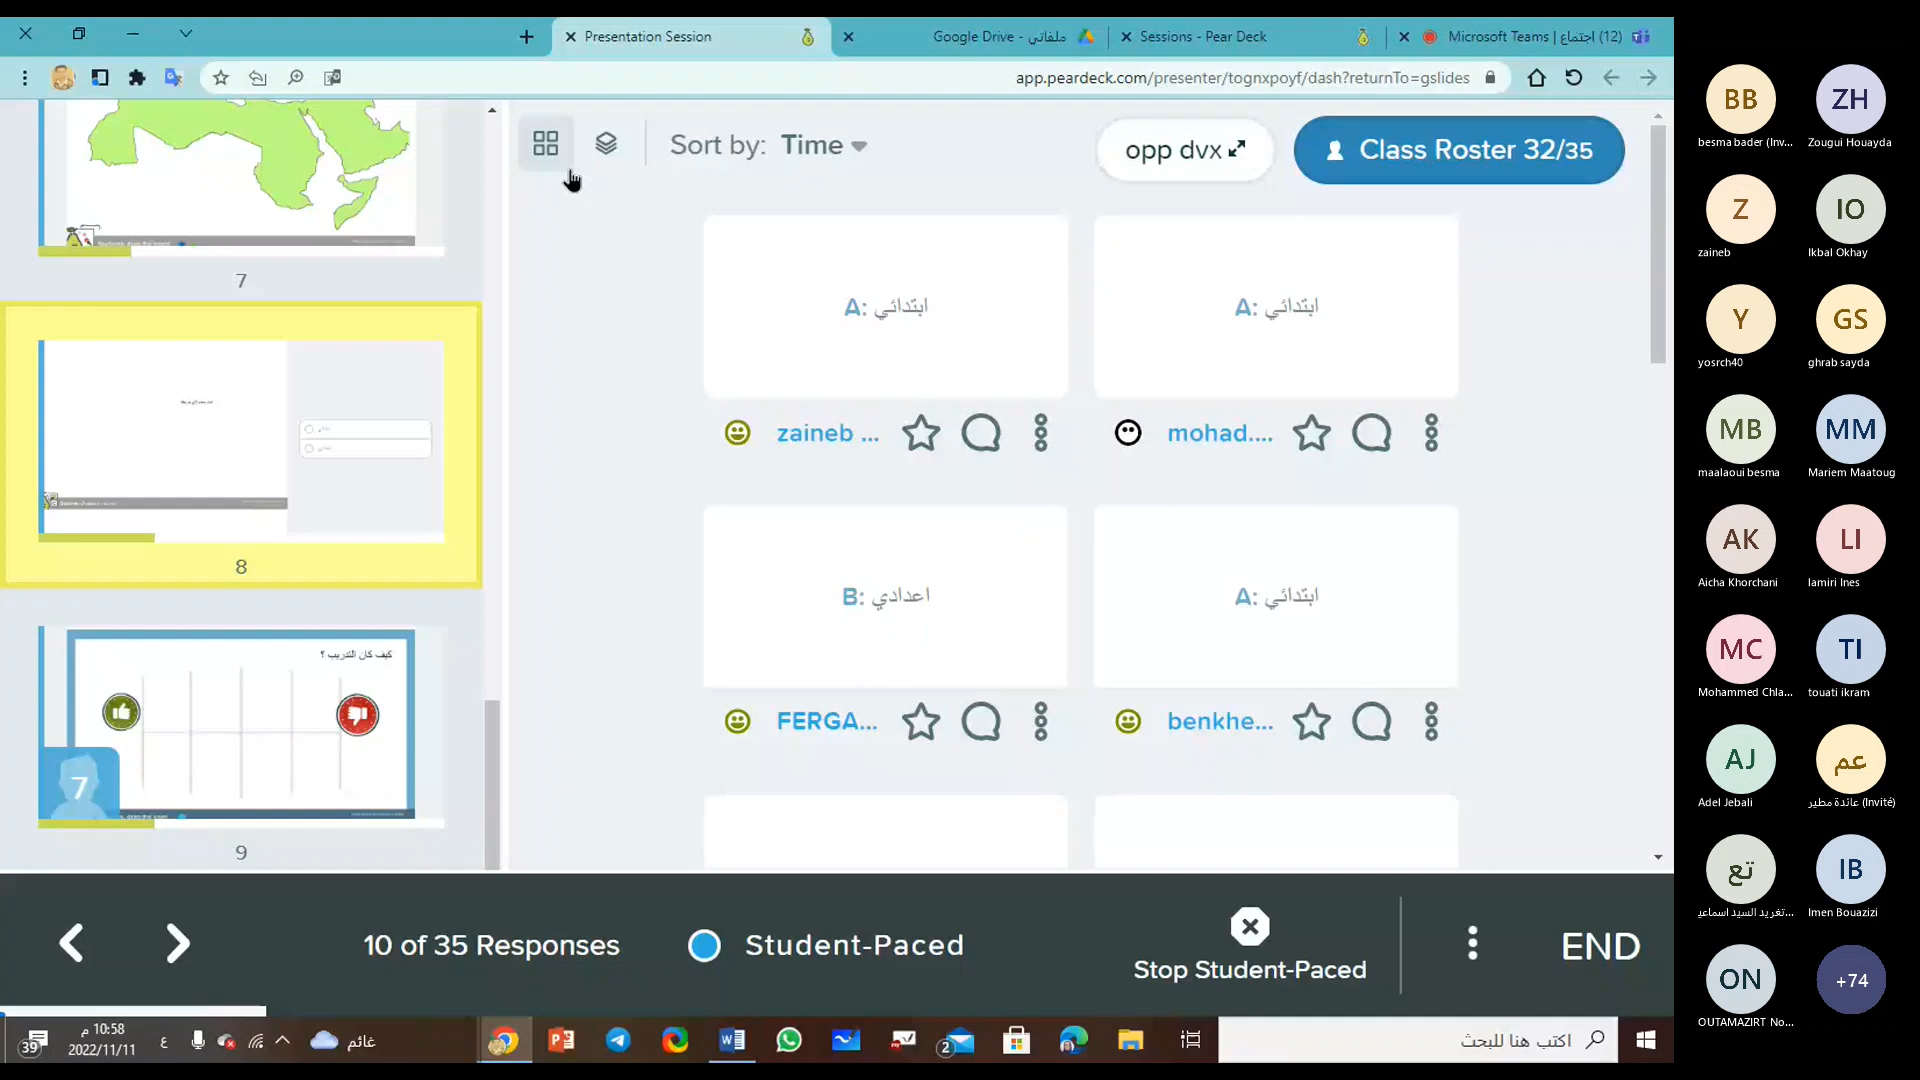 Presentation Session
ملفاتي - Google Drive
Sessions - Pear Deck
(12) اجتماع | Microsoft Teams
app.peardeck.com/presenter/tognxpoyf/dash?returnTo=gslides
7
8
كيف كان التدريب ؟
7
9
Sort by: Time
opp dvx
Class Roster 32/35
A: ابتدائي
A: ابتدائي
zaineb ...
mohad....
B: اعدادي
A: ابتدائي
FERGA...
benkhe...
10 of 35 Responses
Student-Paced
Stop Student-Paced
END
39
10:58 م
2022/11/11
ع
غائم
2
اكتب هنا للبحث
BB
besma bader (Inv...
ZH
Zougui Houayda
Z
zaineb
IO
Ikbal Okhay
Y
yosrch40
GS
ghrab sayda
MB
maalaoui besma
MM
Mariem Maatoug
AK
Aicha Khorchani
LI
lamiri Ines
MC
Mohammed Chla...
TI
touati ikram
AJ
Adel Jebali
عم
عائدة مطير (Invité)
تع
تغريد السيد اسماعيـ...
IB
Imen Bouazizi
ON
OUTAMAZIRT No...
+74